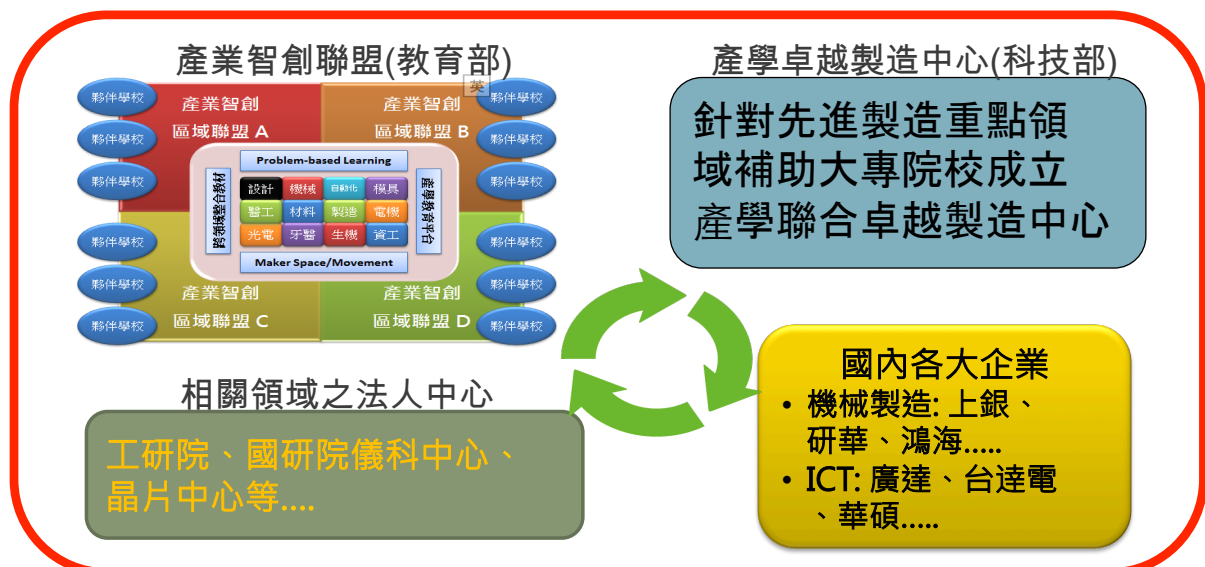 產業智創聯盟(教育部)
英
夥伴學校
夥伴學校
夥伴學校
夥伴學校
夥伴學校
夥伴學校
產業智創
區域聯盟 A
產業智創
區域聯盟 B
夥伴學校
夥伴學校
夥伴學校
夥伴學校
夥伴學校
夥伴學校
Problem-based Learning
跨領域整合教材
設計 機械 自動化 模具
醫工 材料 製造 電機
光電 牙醫 生機 資工
產學教育平台
Maker Space/Movement
產業智創
區域聯盟 C
產業智創
區域聯盟 D
產學卓越製造中心(科技部)
針對先進製造重點領
域補助大專院校成立
產學聯合卓越製造中心
相關領域之法人中心
工研院、國研院儀科中心、
晶片中心等....
國內各大企業
• 機械製造: 上銀、
研華、鴻海.....
• ICT: 廣達、台達電
、華碩.....